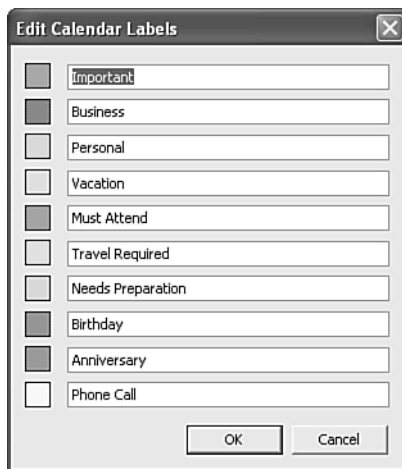 Edit Calendar Labels
Important
Business
Personal
Vacation
Must Attend
Travel Required
Needs Preparation
Birthday
Anniversary
Phone Call
OK Cancel